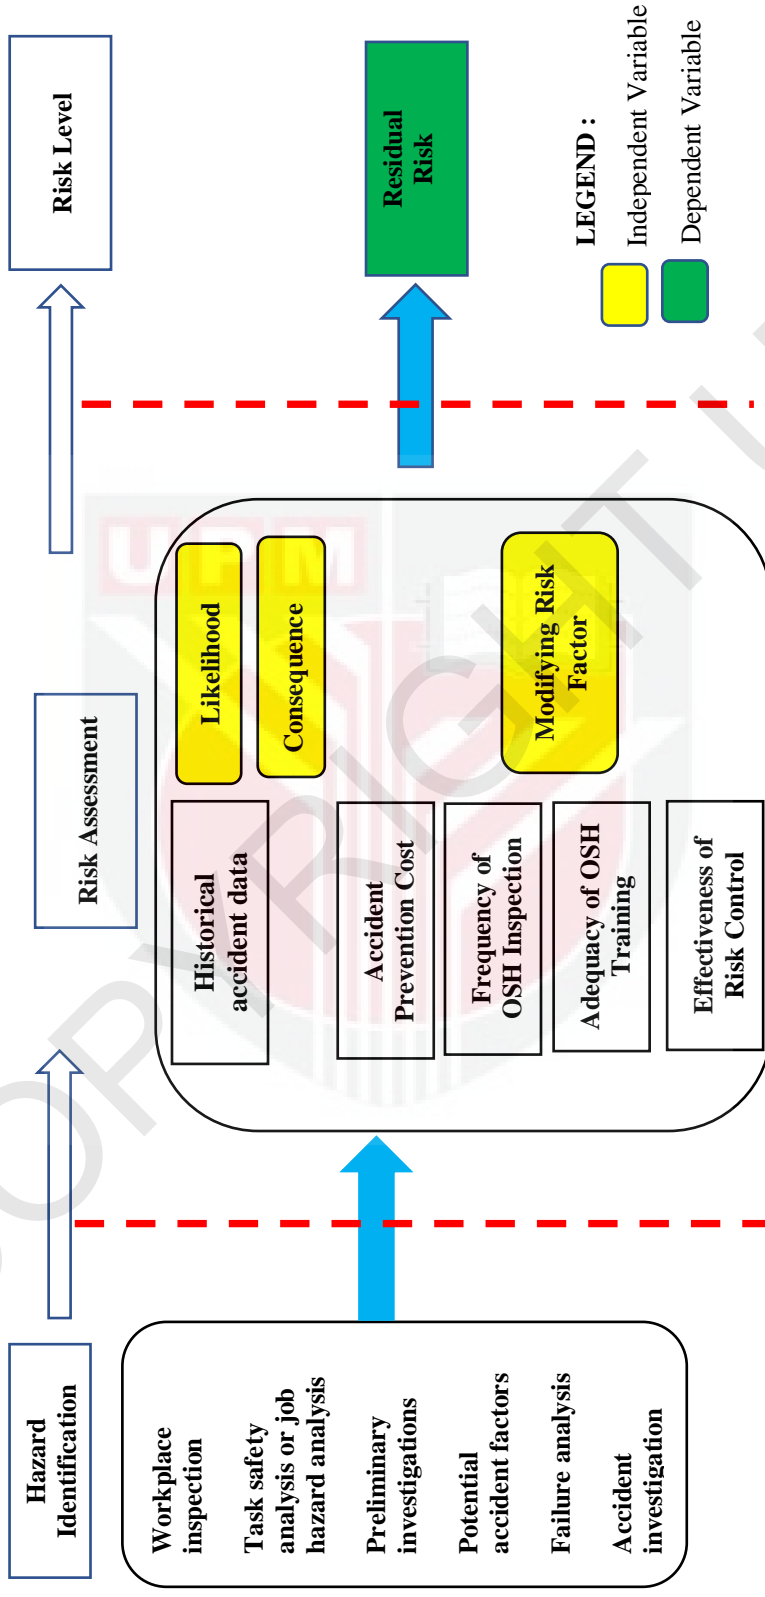 Hazard
Identification
Risk Assessment
Risk Level
Workplace
inspection
Task safety
analysis or job
hazard analysis
Preliminary
investigations
Potential
accident factors
Failure analysis
Accident
investigation
Historical
accident data
Likelihood
Consequence
Accident
Prevention Cost
Frequency of
OSH Inspection
Adequacy of OSH
Training
Effectiveness of
Risk Control
Modifying Risk
Factor
Residual
Risk
LEGEND :
Independent Variable
Dependent Variable
UPM
COPYRIGHT U